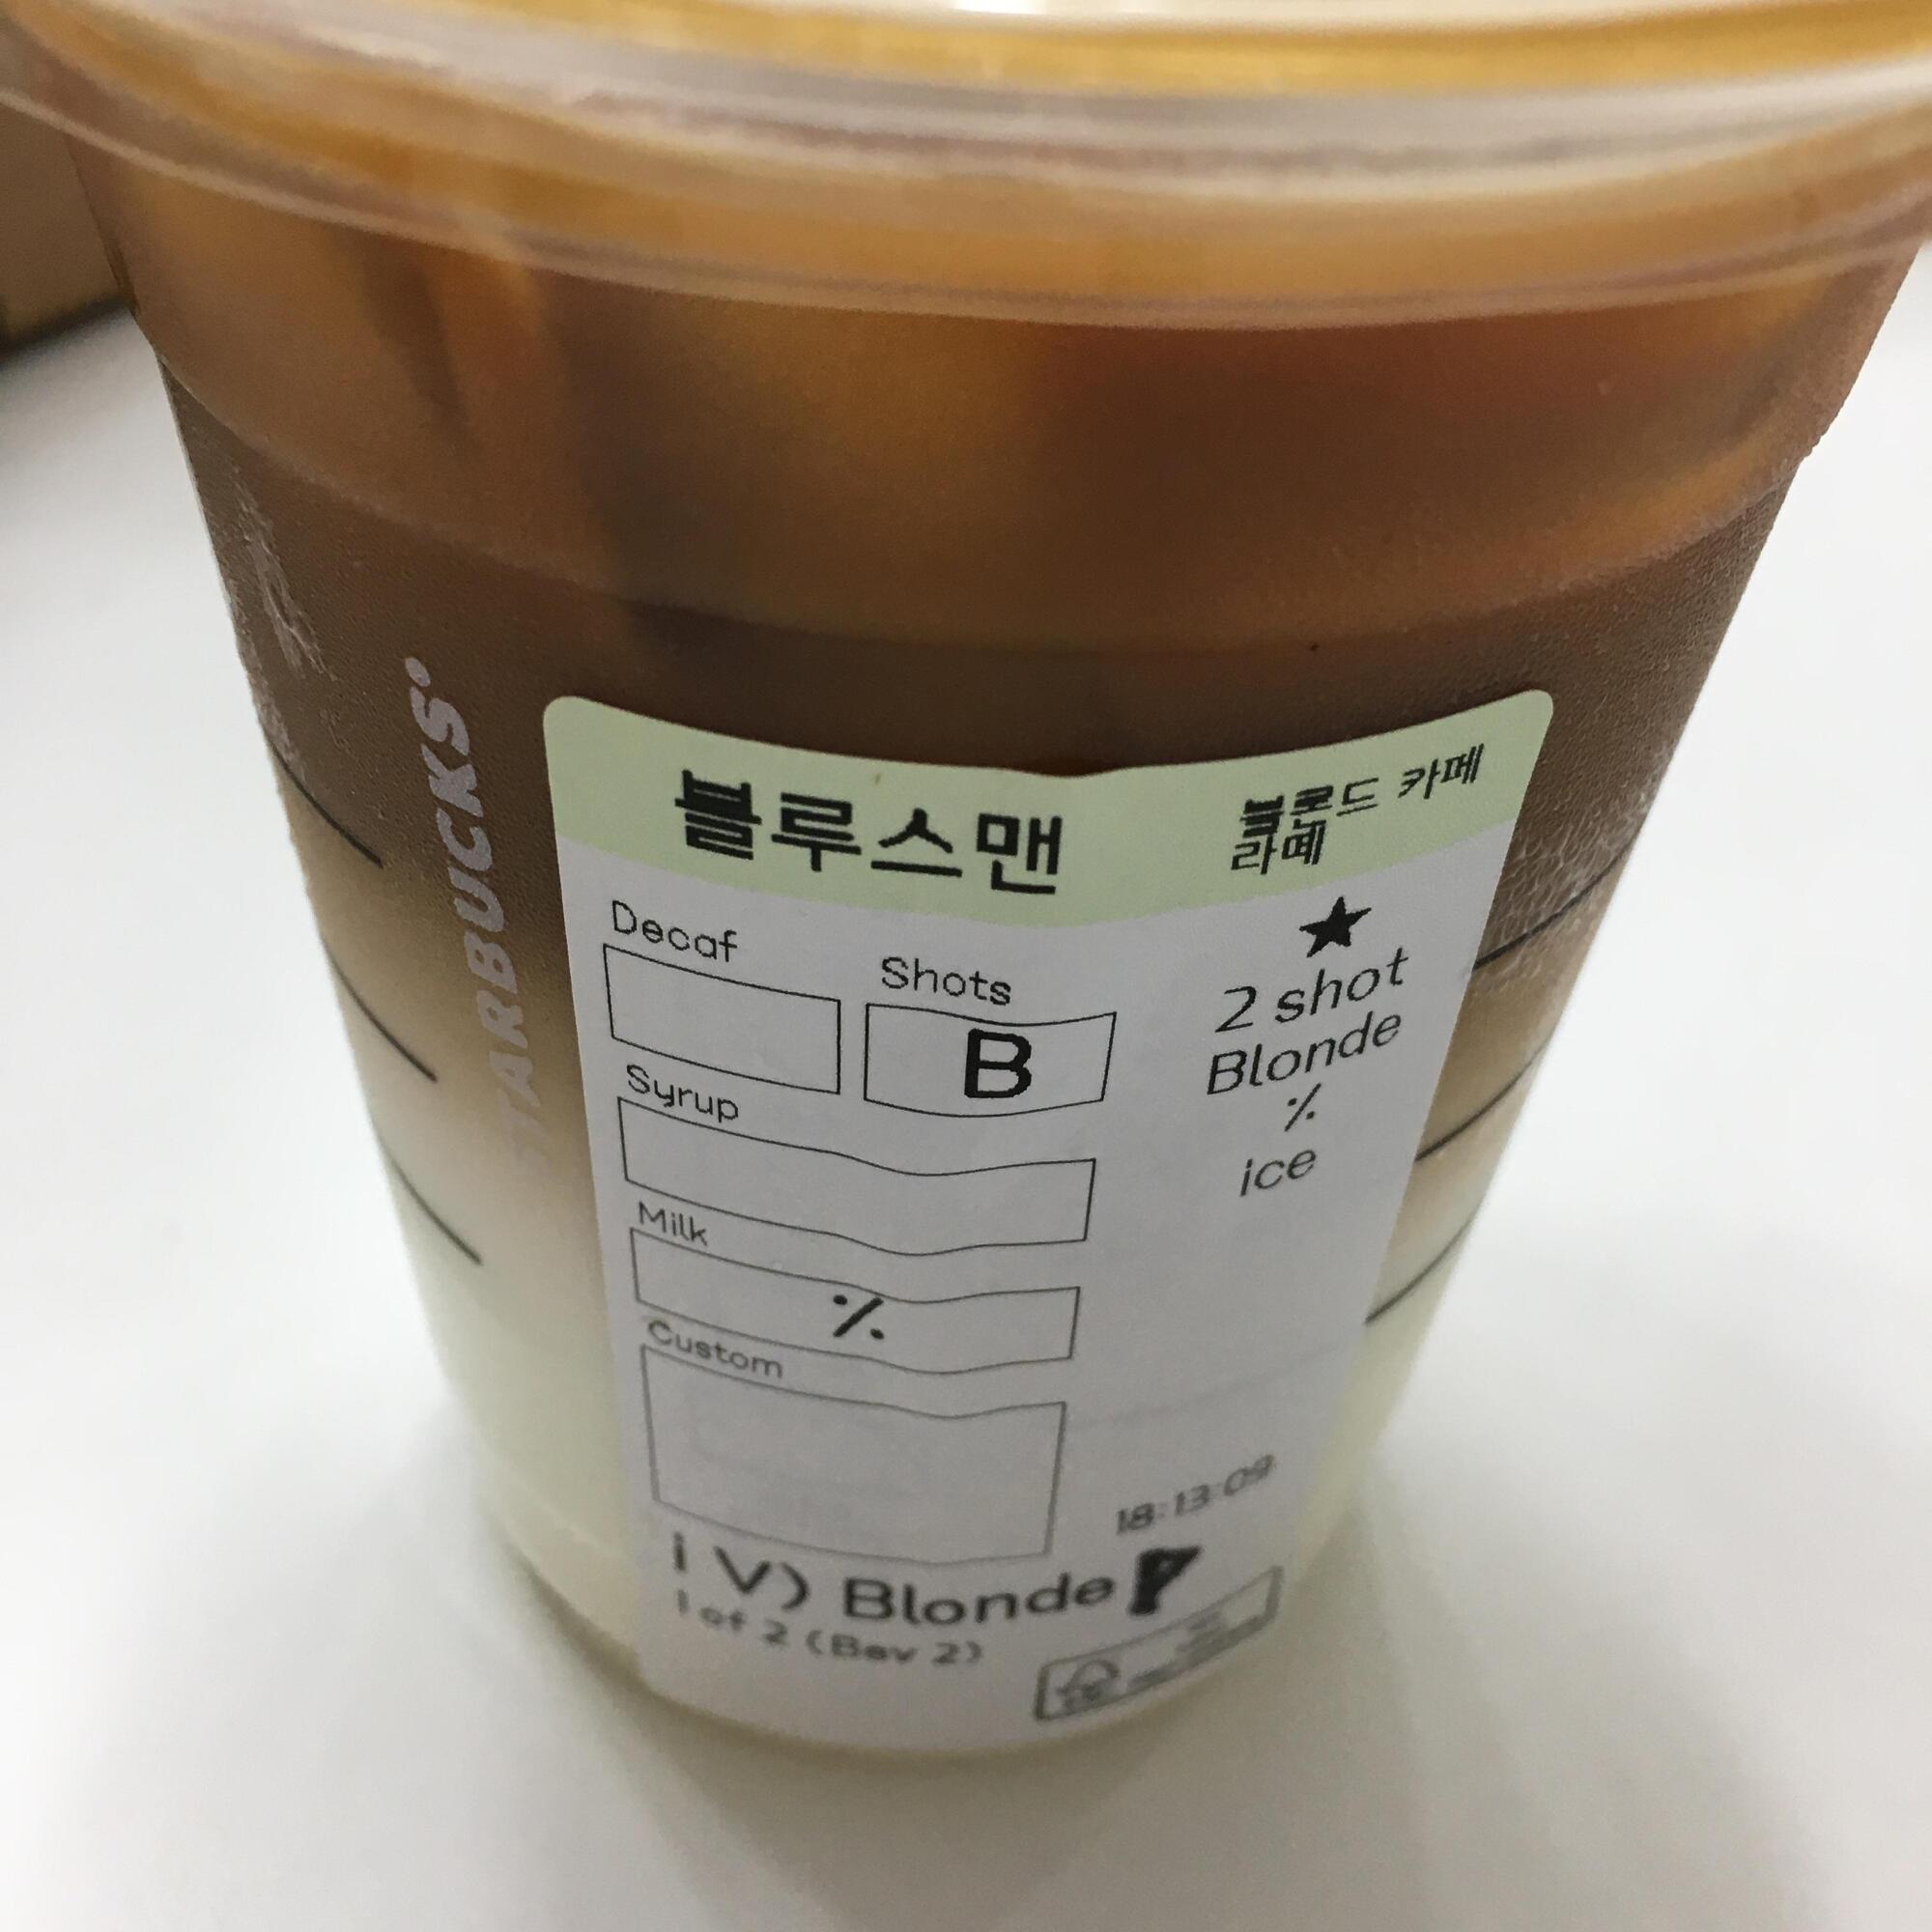 STARBUCKS
블루스맨
블론드 카페
라떼
Decaf
Shots
B
Syrup
Milk
٪
Custom
★
2 shot
Blonde
٪
ice
18:13:09
i V) Blonde
1 of 2 (Bev 2)